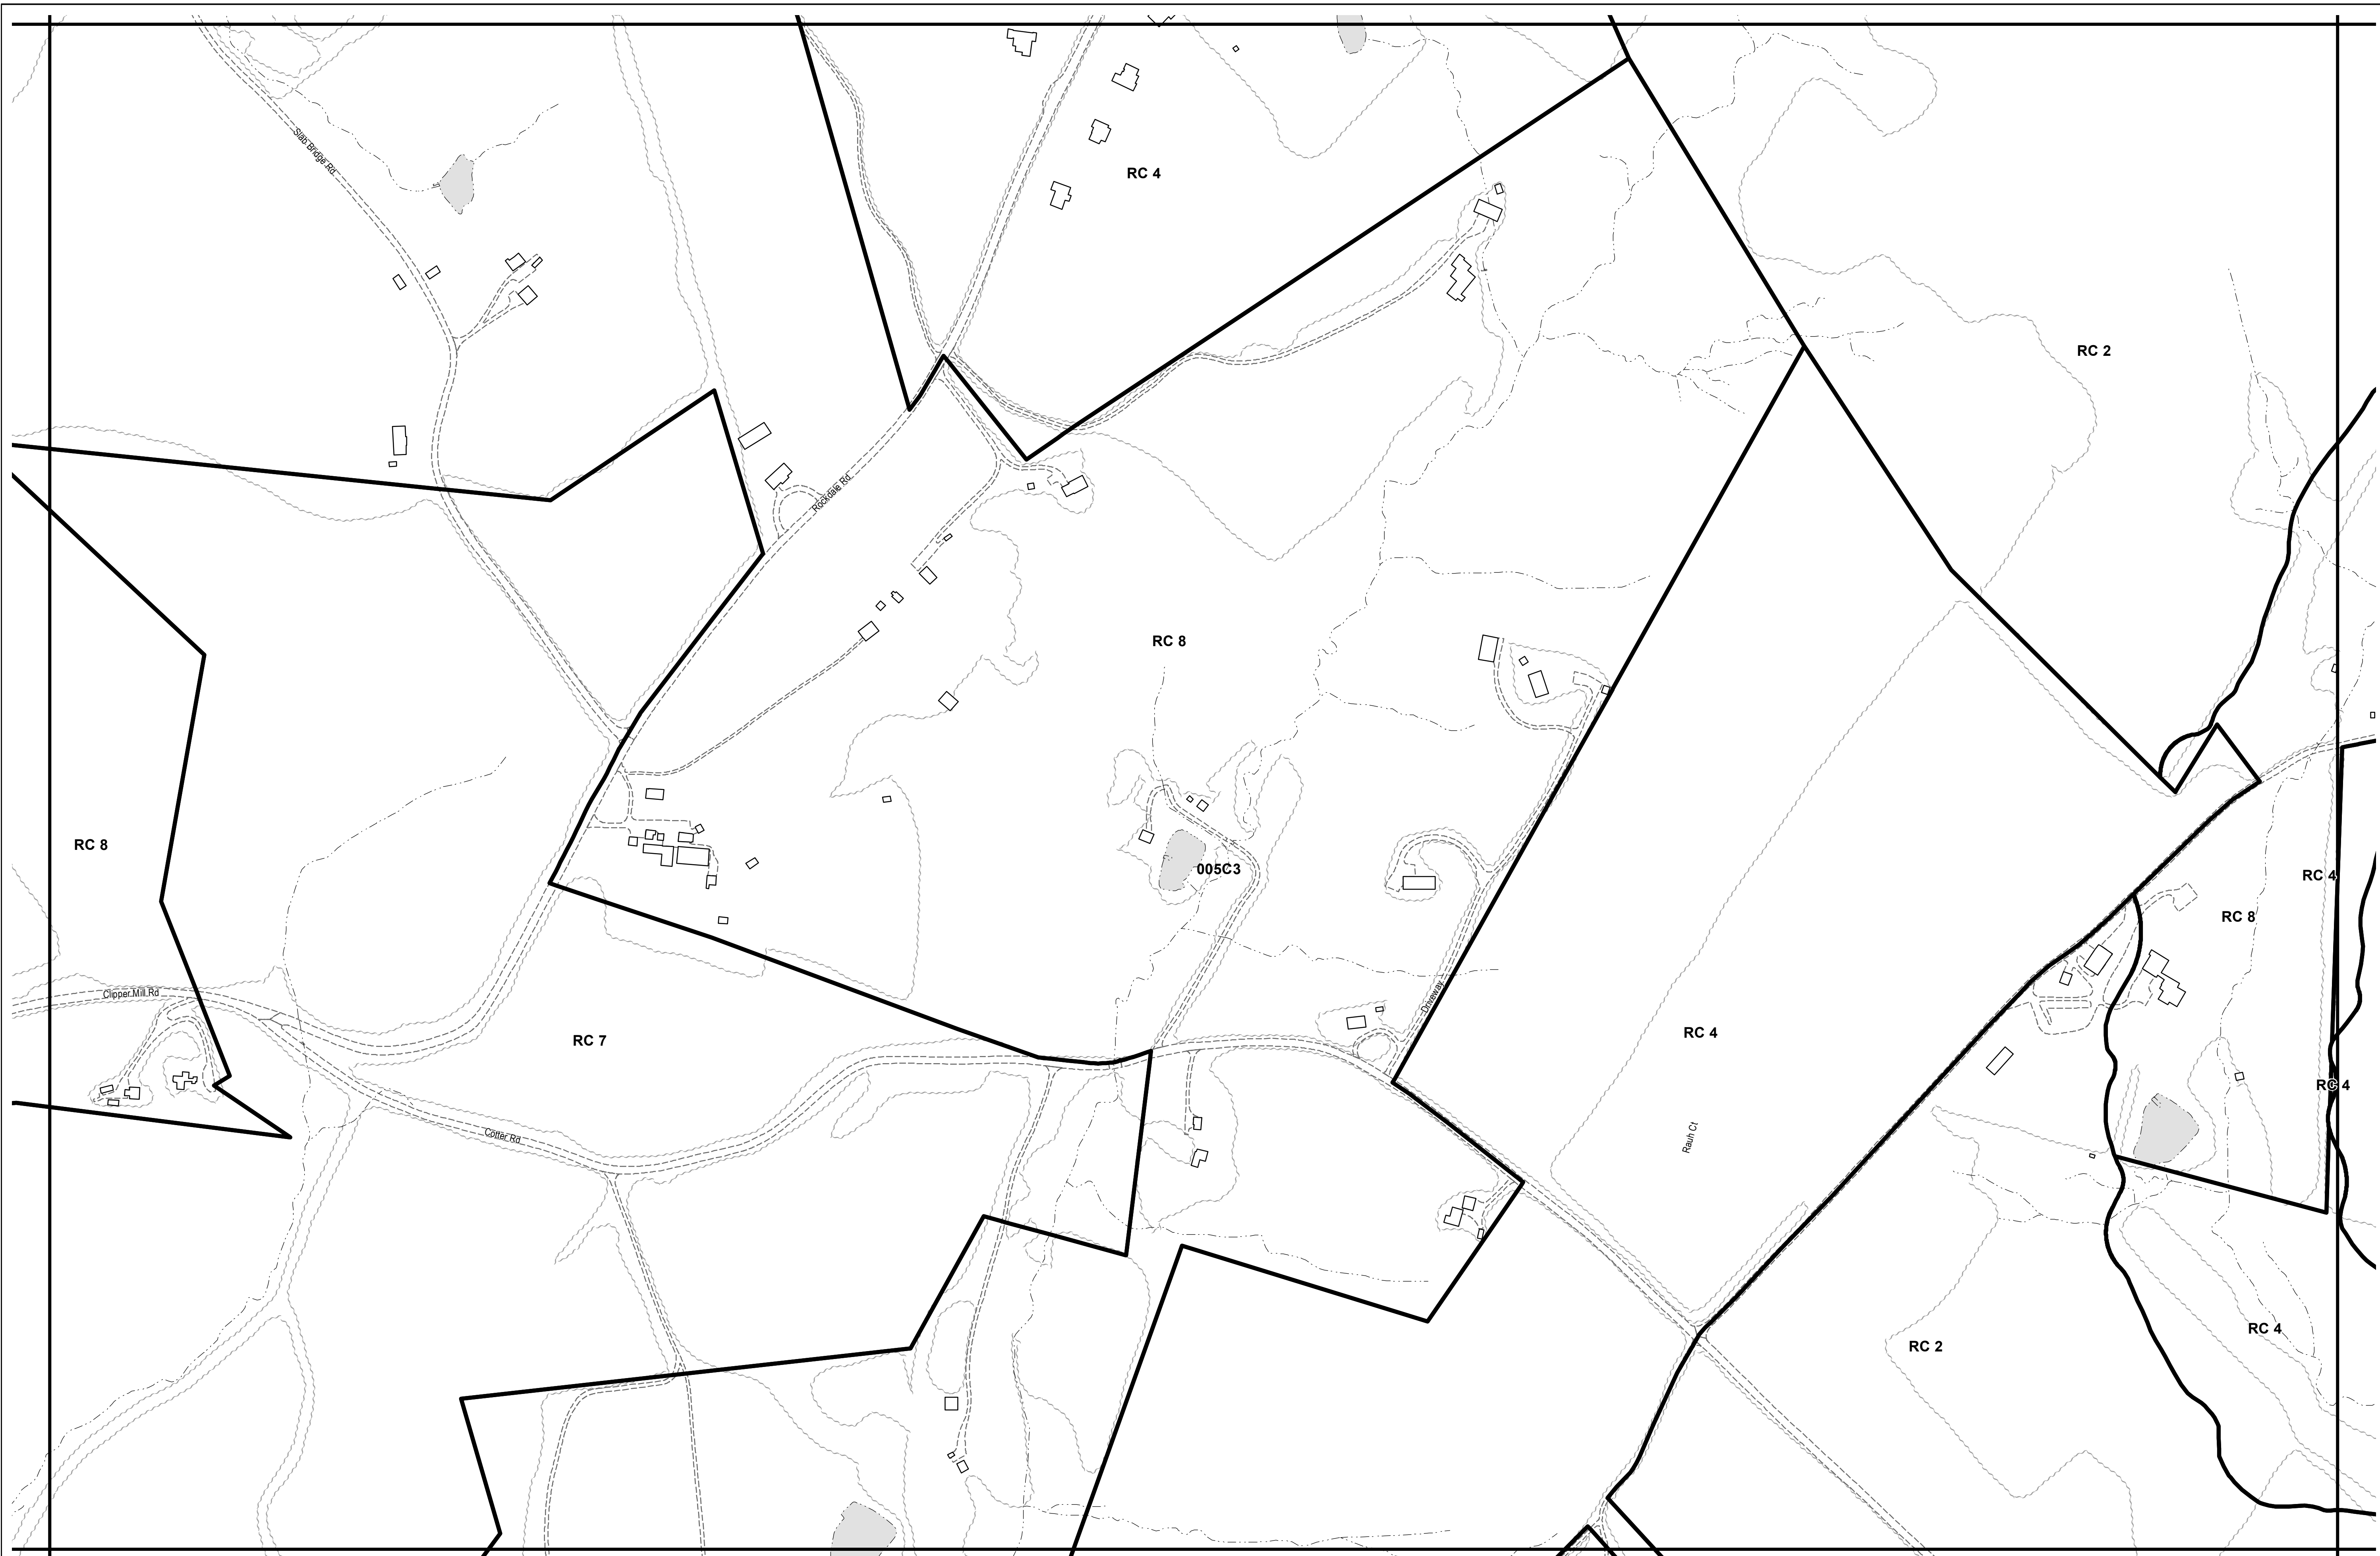 Slab Bridge Rd
RC 4
RC 2
Rockdale Rd
RC 8
RC 8
005C3
RC 4
RC 8
Clipper Mill Rd
Driveway
RC 7
RC 4
RC 4
Cotter Rd
Rauh Ct
RC 4
RC 2